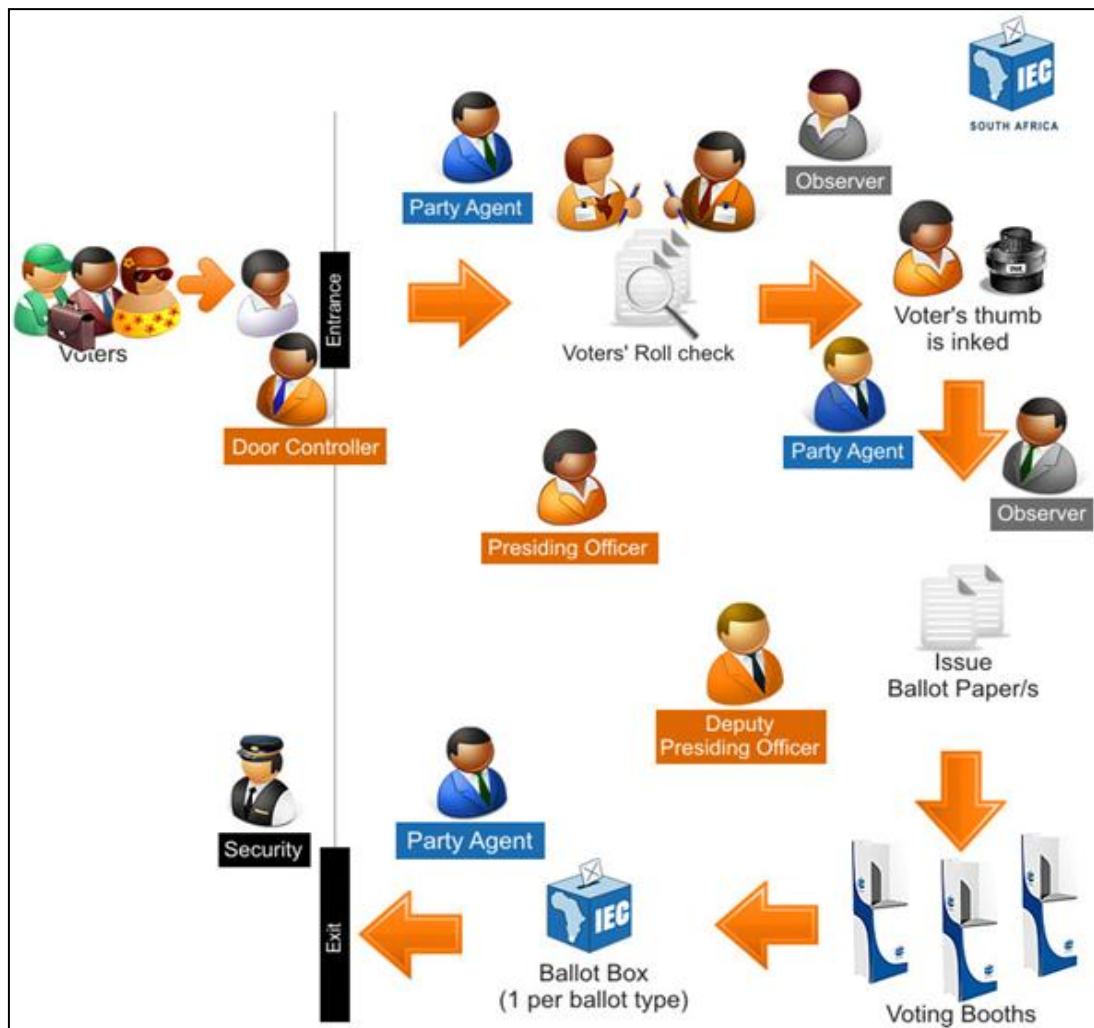 IEC
SOUTH AFRICA
Party Agent
Observer
Voters
Entrance
Voters' Roll check
INK
Voter's thumb
is inked
Door Controller
Party Agent
Observer
Presiding Officer
Issue
Ballot Paper/s
Deputy
Presiding Officer
Security
Party Agent
Exit
IEC
Ballot Box
(1 per ballot type)
Voting Booths